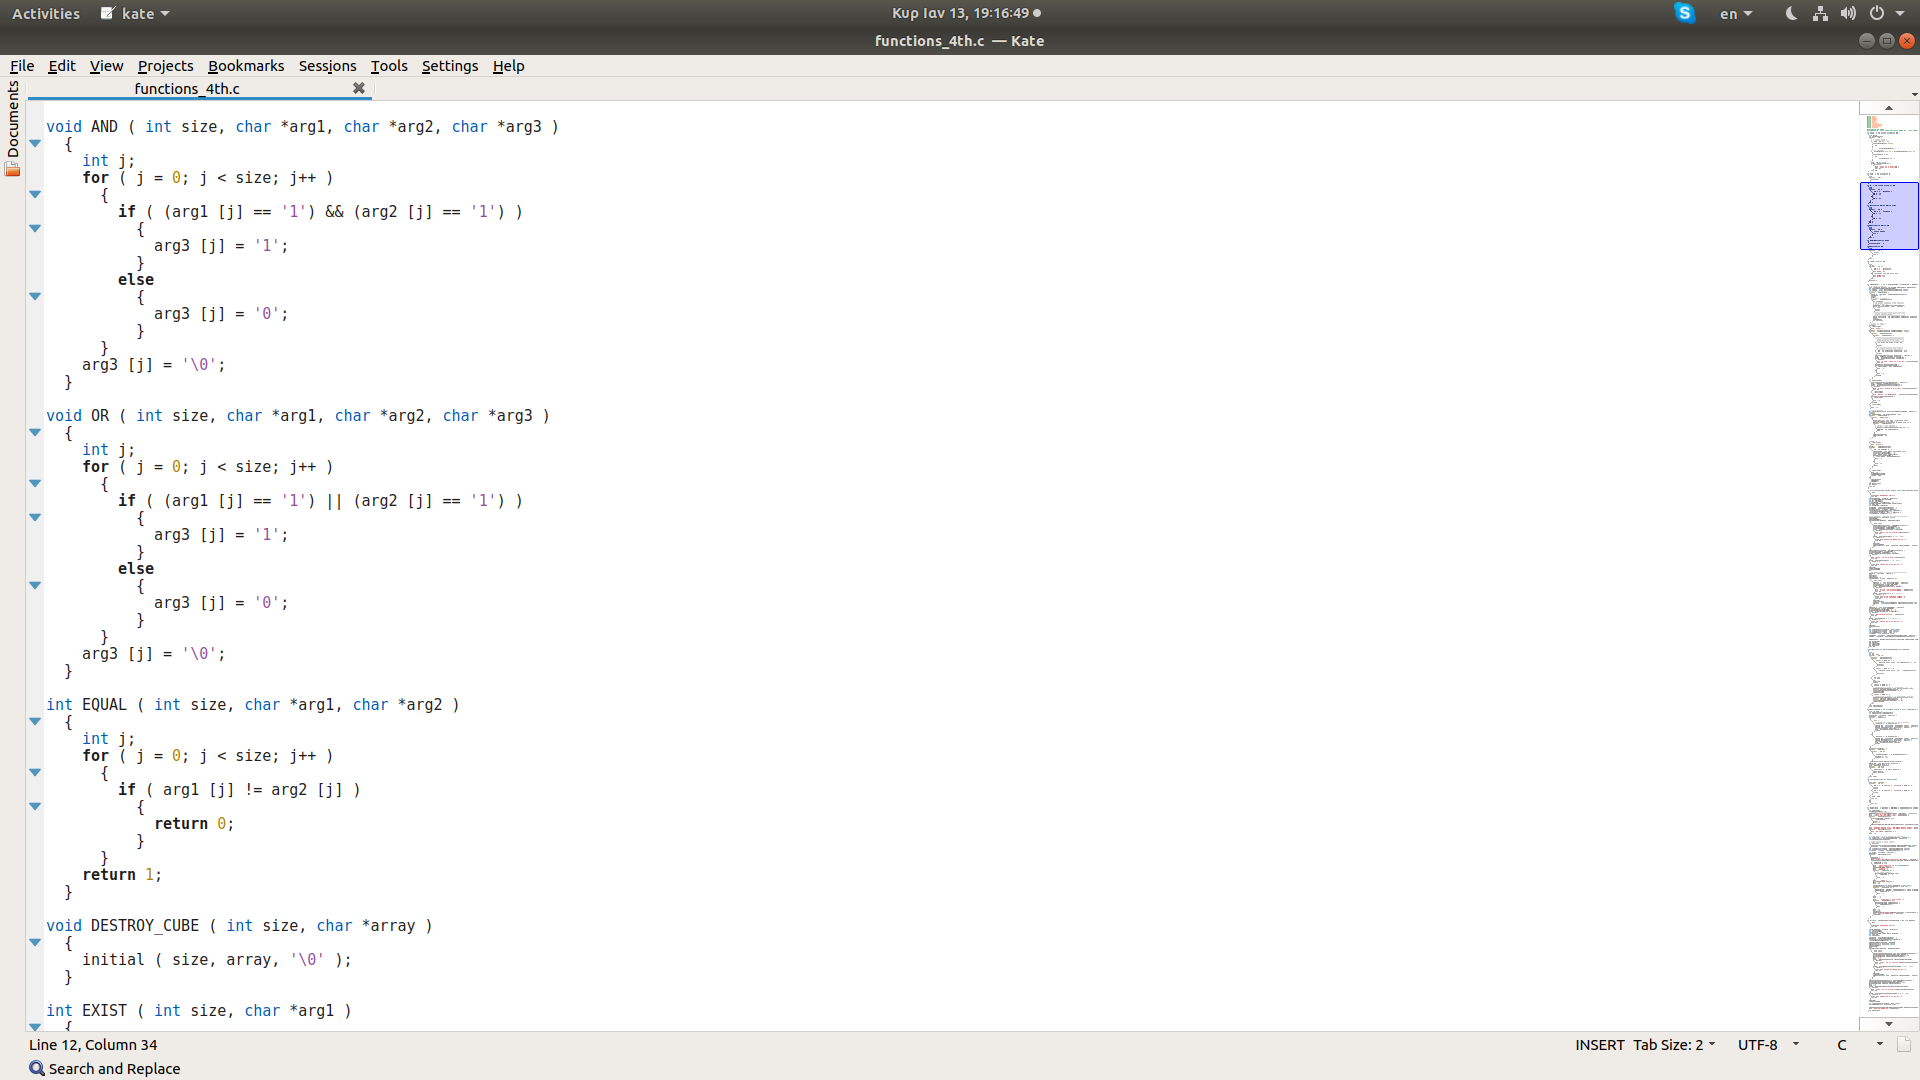 Activities kate Κυρ Ιαν 13, 19:16:49 en
functions_4th.c — Kate
File Edit View Projects Bookmarks Sessions Tools Settings Help
Documents
functions_4th.c
void AND ( int size, char *arg1, char *arg2, char *arg3 )
{
int j;
for ( j = 0; j < size; j++ )
{
if ( (arg1 [j] == '1') && (arg2 [j] == '1') )
{
arg3 [j] = '1';
}
else
{
arg3 [j] = '0';
}
}
arg3 [j] = '\0';
}
void OR ( int size, char *arg1, char *arg2, char *arg3 )
{
int j;
for ( j = 0; j < size; j++ )
{
if ( (arg1 [j] == '1') || (arg2 [j] == '1') )
{
arg3 [j] = '1';
}
else
{
arg3 [j] = '0';
}
}
arg3 [j] = '\0';
}
int EQUAL ( int size, char *arg1, char *arg2 )
{
int j;
for ( j = 0; j < size; j++ )
{
if ( arg1 [j] != arg2 [j] )
{
return 0;
}
}
return 1;
}
void DESTROY_CUBE ( int size, char *array )
{
initial ( size, array, '\0' );
}
int EXIST ( int size, char *arg1 )
{
Line 12, Column 34 INSERT Tab Size: 2 UTF-8 C
Search and Replace